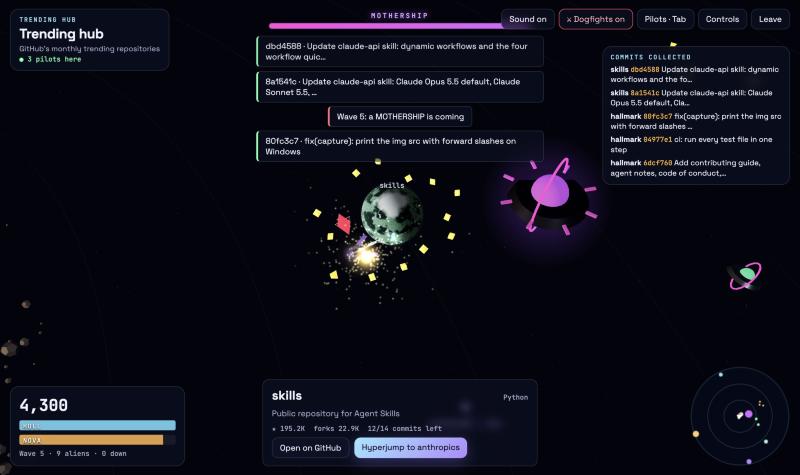 TRENDING HUB
Trending hub
GitHub's monthly trending repositories
3 pilots here
MOTHERSHIP
Sound on
⚔ Dogfights on
Pilots · Tab
Controls
Leave
dbd4588 · Update claude-api skill: dynamic workflows and the four
workflow quic…
8a1541c · Update claude-api skill: Claude Opus 5.5 default, Claude
Sonnet 5.5, …
Wave 5: a MOTHERSHIP is coming
80fc3c7 · fix(capture): print the img src with forward slashes on
Windows
COMMITS COLLECTED
skills dbd4588 Update claude-api skill: dynamic
workflows and the fo…
skills 8a1541c Update claude-api skill: Claude Opus
5.5 default, Cla…
hallmark 80fc3c7 fix(capture): print the img src
with forward slashes …
hallmark 04977e1 ci: run every test file in one
step
hallmark 6dcf760 Add contributing guide,
agent notes, code of conduct,…
skills
4,300
HULL
NOVA
Wave 5 · 9 aliens · 0 down
skills
Python
Public repository for Agent Skills
★ 195.2K forks 22.9K 12/14 commits left
Open on GitHub
Hyperjump to anthropics